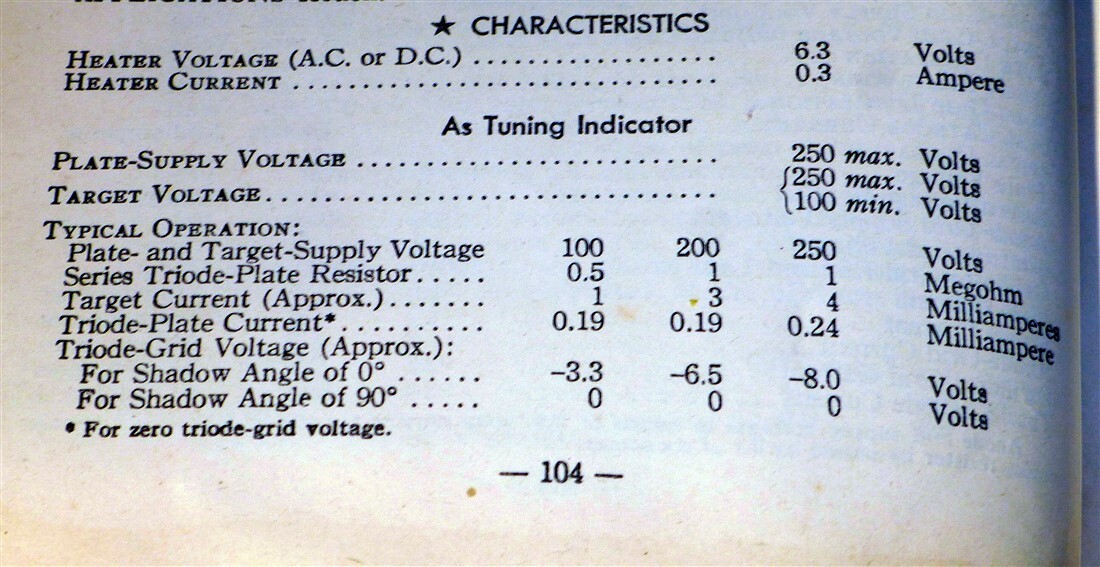 ★ CHARACTERISTICS
HEATER VOLTAGE (A.C. or D.C.) .................. 6.3 Volts
HEATER CURRENT .............................. 0.3 Ampere
As Tuning Indicator
PLATE-SUPPLY VOLTAGE .......................... 250 max. Volts
TARGET VOLTAGE ................................ {250 max. Volts
{100 min. Volts
TYPICAL OPERATION:
Plate- and Target-Supply Voltage 100 200 250 Volts
Series Triode-Plate Resistor..... 0.5 1 1 Megohm
Target Current (Approx.)....... 1 3 4 Milliamperes
Triode-Plate Current*.......... 0.19 0.19 0.24 Milliampere
Triode-Grid Voltage (Approx.):
For Shadow Angle of 0° ...... –3.3 –6.5 –8.0 Volts
For Shadow Angle of 90° ..... 0 0 0 Volts
* For zero triode-grid voltage.
— 104 —